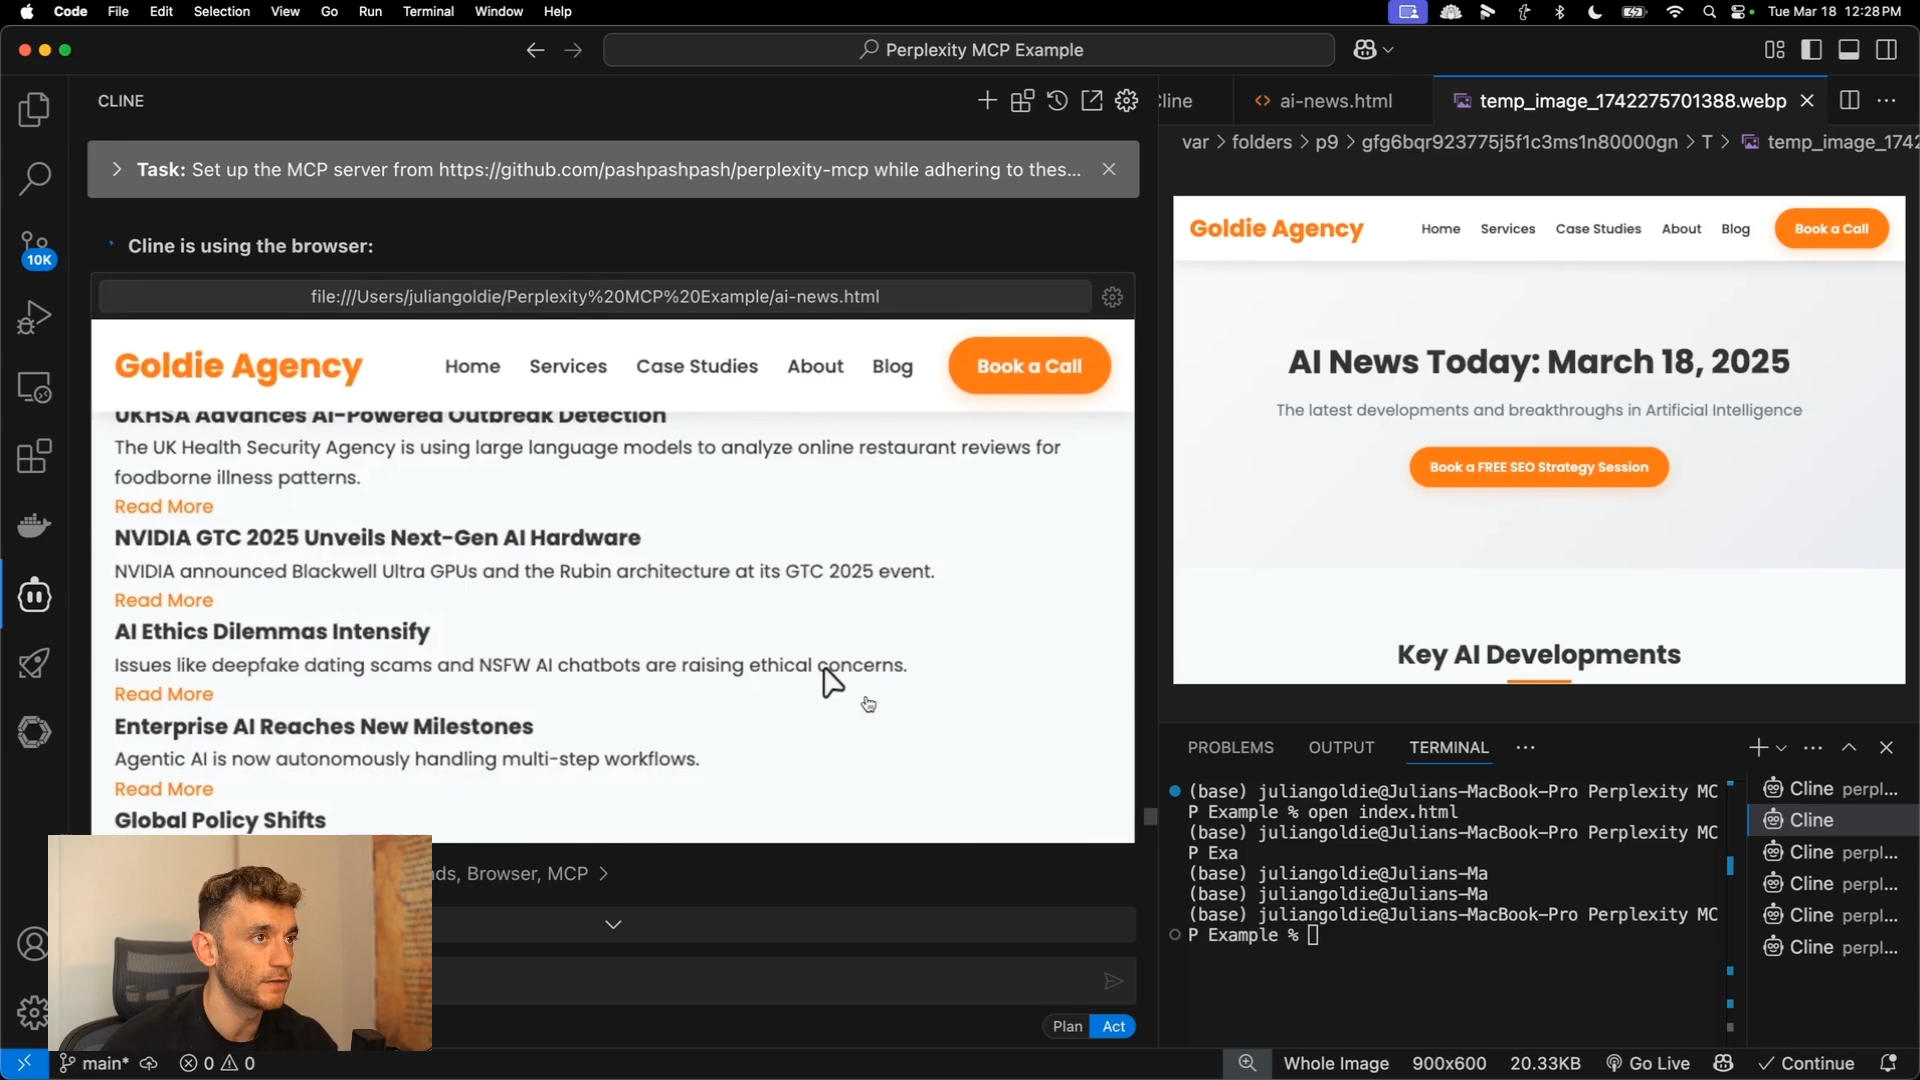 Code File Edit Selection View Go Run Terminal Window Help
Tue Mar 18 12:28 PM
Perplexity MCP Example
CLINE
Task: Set up the MCP server from https://github.com/pashpashpash/perplexity-mcp while adhering to thes...
10K
Cline is using the browser:
file:///Users/juliangoldie/Perplexity%20MCP%20Example/ai-news.html
Goldie Agency
Home Services Case Studies About Blog Book a Call
UKHSA Advances AI-Powered Outbreak Detection
The UK Health Security Agency is using large language models to analyze online restaurant reviews for
foodborne illness patterns.
Read More
NVIDIA GTC 2025 Unveils Next-Gen AI Hardware
NVIDIA announced Blackwell Ultra GPUs and the Rubin architecture at its GTC 2025 event.
Read More
AI Ethics Dilemmas Intensify
Issues like deepfake dating scams and NSFW AI chatbots are raising ethical concerns.
Read More
Enterprise AI Reaches New Milestones
Agentic AI is now autonomously handling multi-step workflows.
Read More
Global Policy Shifts
ds, Browser, MCP
Plan Act
ai-news.html
temp_image_1742275701388.webp
var > folders > p9 > gfg6bqr923775j5f1c3ms1n80000gn > T > temp_image_1742
Goldie Agency
Home Services Case Studies About Blog Book a Call
AI News Today: March 18, 2025
The latest developments and breakthroughs in Artificial Intelligence
Book a FREE SEO Strategy Session
Key AI Developments
PROBLEMS OUTPUT TERMINAL
(base) juliangoldie@Julians-MacBook-Pro Perplexity MC
P Example % open index.html
(base) juliangoldie@Julians-MacBook-Pro Perplexity MC
P Exa
(base) juliangoldie@Julians-Ma
(base) juliangoldie@Julians-Ma
(base) juliangoldie@Julians-MacBook-Pro Perplexity MC
P Example %
Cline perpl...
Cline
Cline perpl...
Cline perpl...
Cline perpl...
Cline perpl...
main* 0 0
Whole Image 900x600 20.33KB Go Live Continue